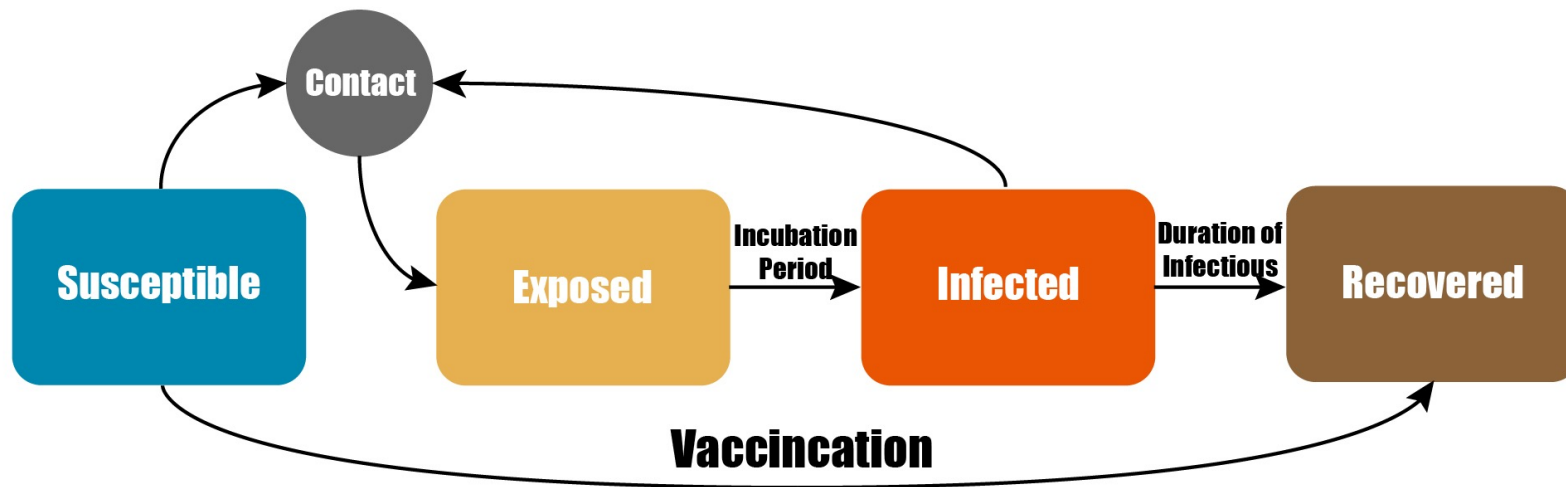 Contact
Susceptible
Exposed
Incubation
Period
Infected
Duration of
Infectious
Recovered
Vaccincation